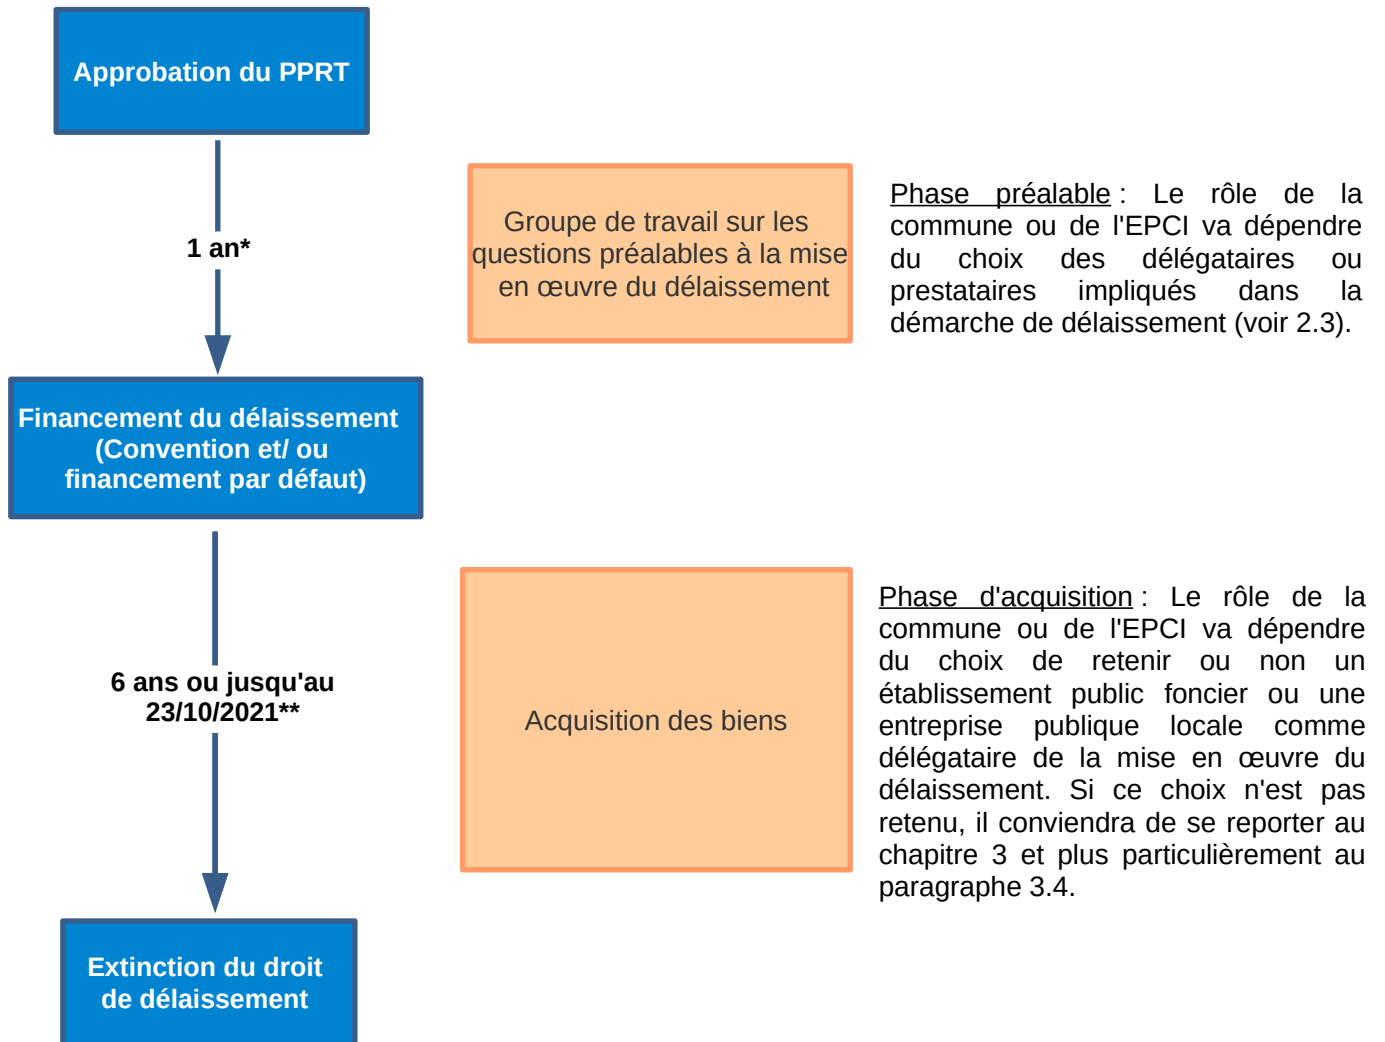 Approbation du PPRT
1 an*
Groupe de travail sur les
questions préalables à la mise
en œuvre du délaissement
Phase préalable : Le rôle de la
commune ou de l'EPCI va dépendre
du choix des délégataires ou
prestataires impliqués dans la
démarche de délaissement (voir 2.3).
Financement du délaissement
(Convention et/ ou
financement par défaut)
6 ans ou jusqu'au
23/10/2021**
Acquisition des biens
Phase d'acquisition : Le rôle de la
commune ou de l'EPCI va dépendre
du choix de retenir ou non un
établissement public foncier ou une
entreprise publique locale comme
délégataire de la mise en œuvre du
délaissement. Si ce choix n'est pas
retenu, il conviendra de se reporter au
chapitre 3 et plus particulièrement au
paragraphe 3.4.
Extinction du droit
de délaissement